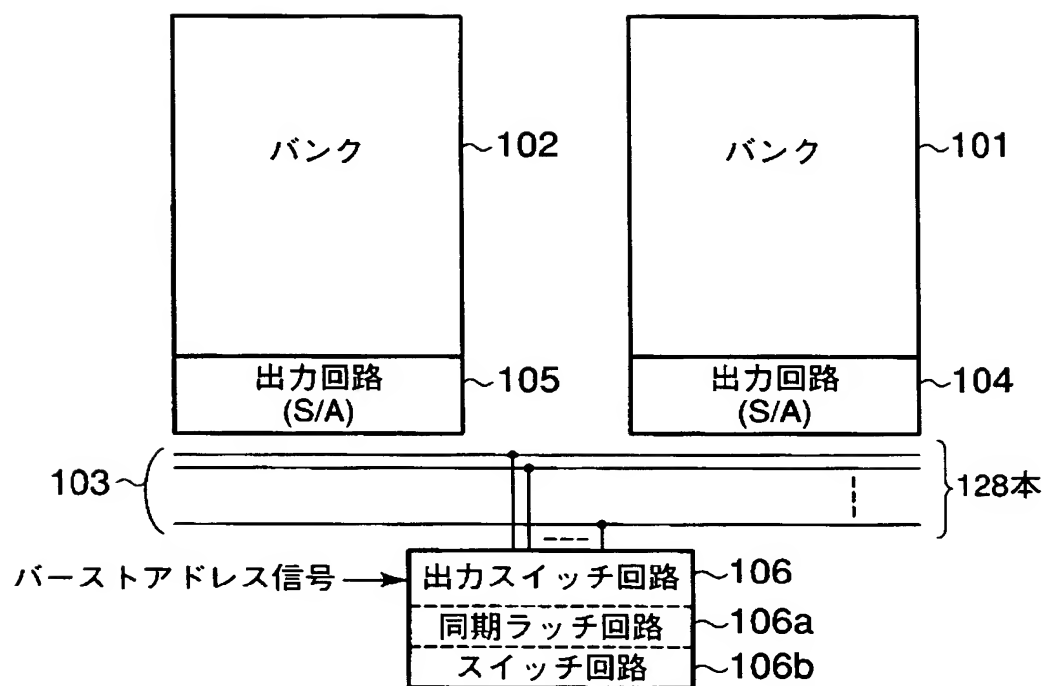 バンク
102
バンク
101
出力回路
(S/A)
105
出力回路
(S/A)
104
103
128本
バーストアドレス信号
出力スイッチ回路
106
同期ラッチ回路
106a
スイッチ回路
106b